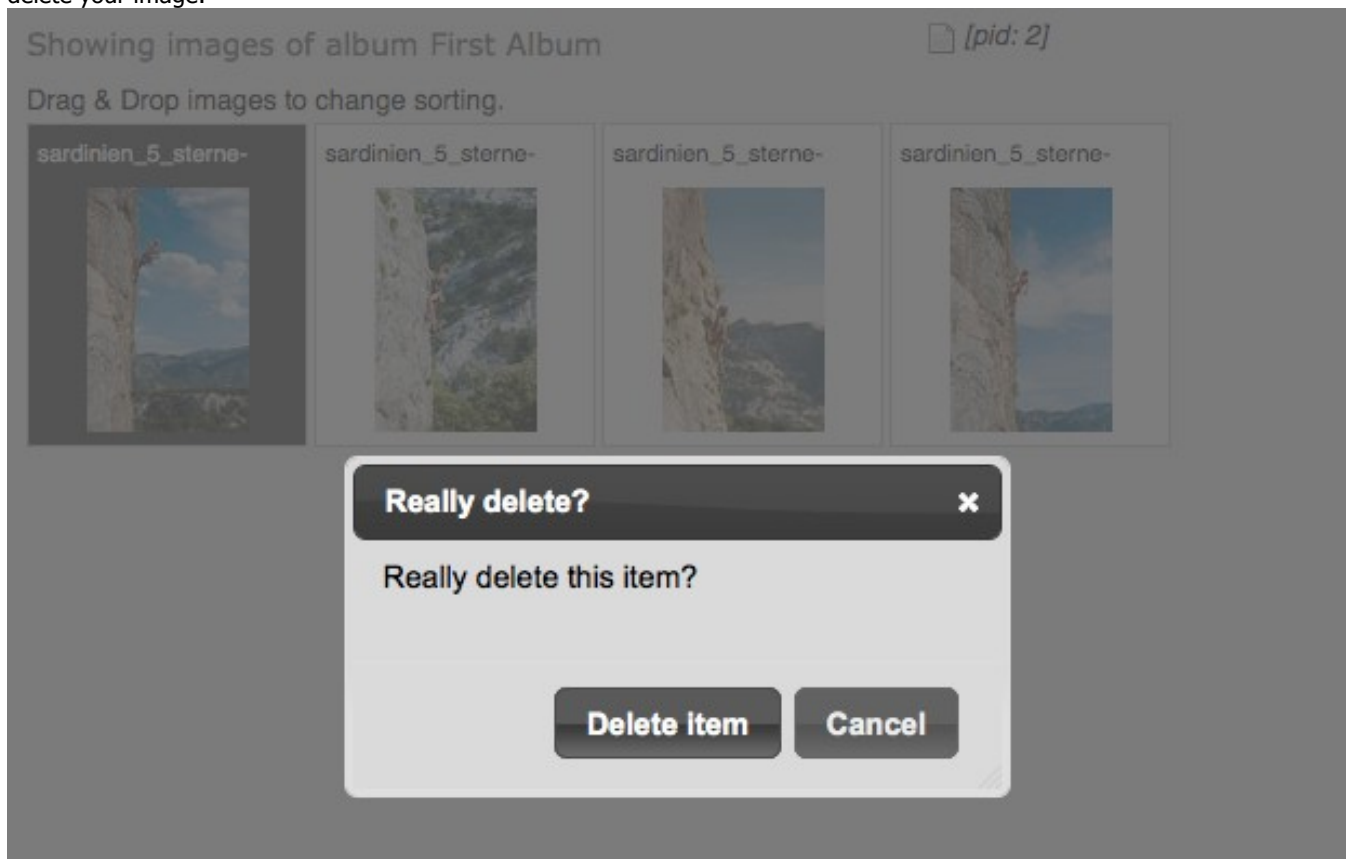 delete your image.
Showing images of album First Album
[pid: 2]
Drag & Drop images to change sorting.
sardinien_5_sterne-
sardinien_5_sterne-
sardinien_5_sterne-
sardinien_5_sterne-
Really delete?
Really delete this item?
Delete item
Cancel